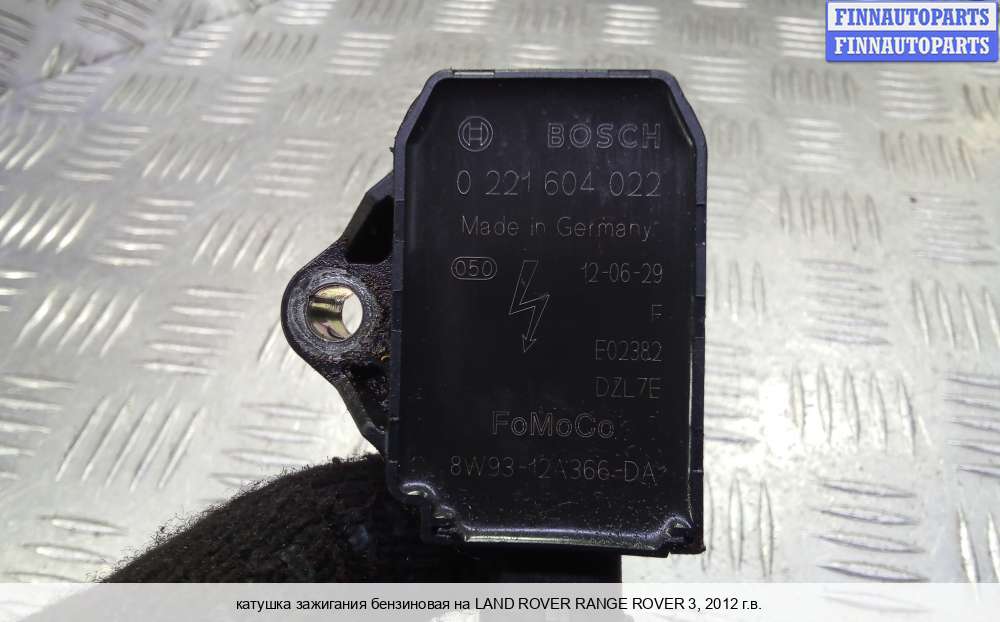 FINNAUTOPARTS
FINNAUTOPARTS
BOSCH
0 221 604 022
Made in Germany
050
12-06-29
F
E02382
DZL7E
FoMoCo
8W93-12A366-DA
катушка зажигания бензиновая на LAND ROVER RANGE ROVER 3, 2012 г.в.